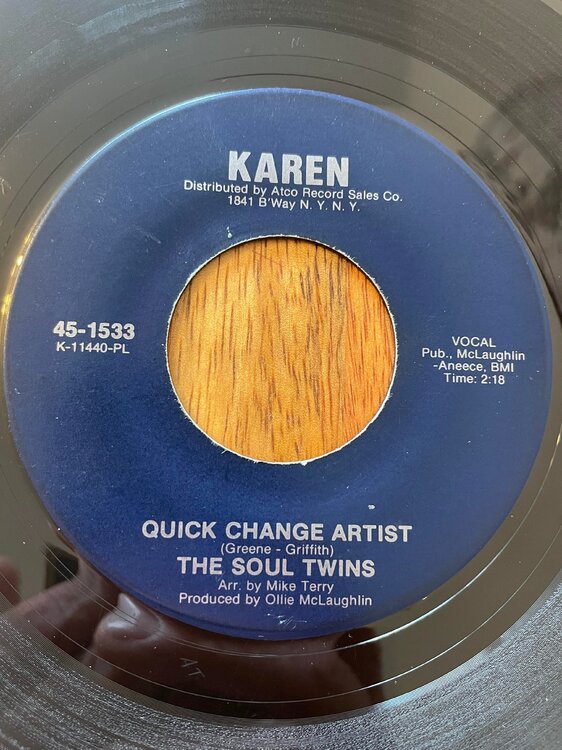 KAREN
Distributed by Atco Record Sales Co.
1841 B'Way N. Y. N. Y.
45-1533
K-11440-PL
VOCAL
Pub., McLaughlin
-Aneece, BMI
Time: 2:18
QUICK CHANGE ARTIST
(Greene - Griffith)
THE SOUL TWINS
Arr. by Mike Terry
Produced by Ollie McLaughlin
AT